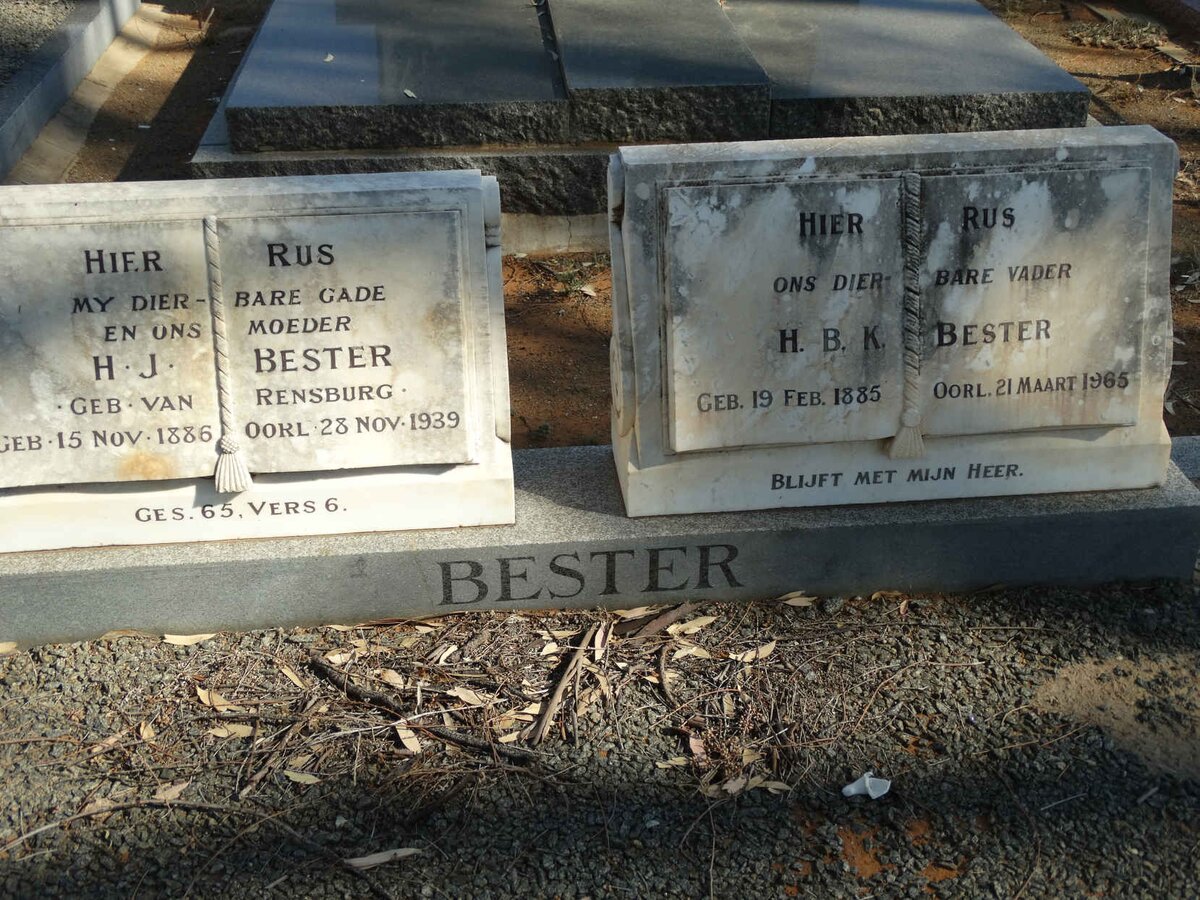 HIER RUS
MY DIER- BARE GADE
EN ONS MOEDER
H. J. BESTER
GEB. VAN RENSBURG.
GEB. 15 NOV. 1886 OORL. 28 NOV. 1939
GES. 65, VERS 6.
HIER RUS
ONS DIER- BARE VADER
H. B. K. BESTER
GEB. 19 FEB. 1885 OORL. 21 MAART 1965
BLIJFT MET MIJN HEER.
BESTER